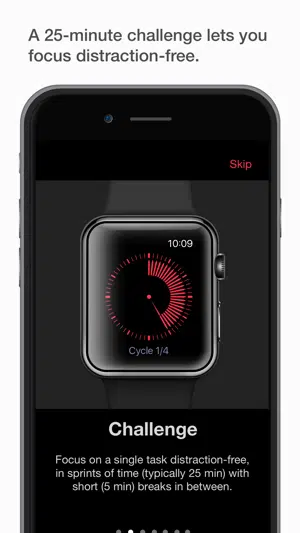 A 25-minute challenge lets you
focus distraction-free.
Skip
10:09
Cycle 1/4
Challenge
Focus on a single task distraction-free,
in sprints of time (typically 25 min) with
short (5 min) breaks in between.